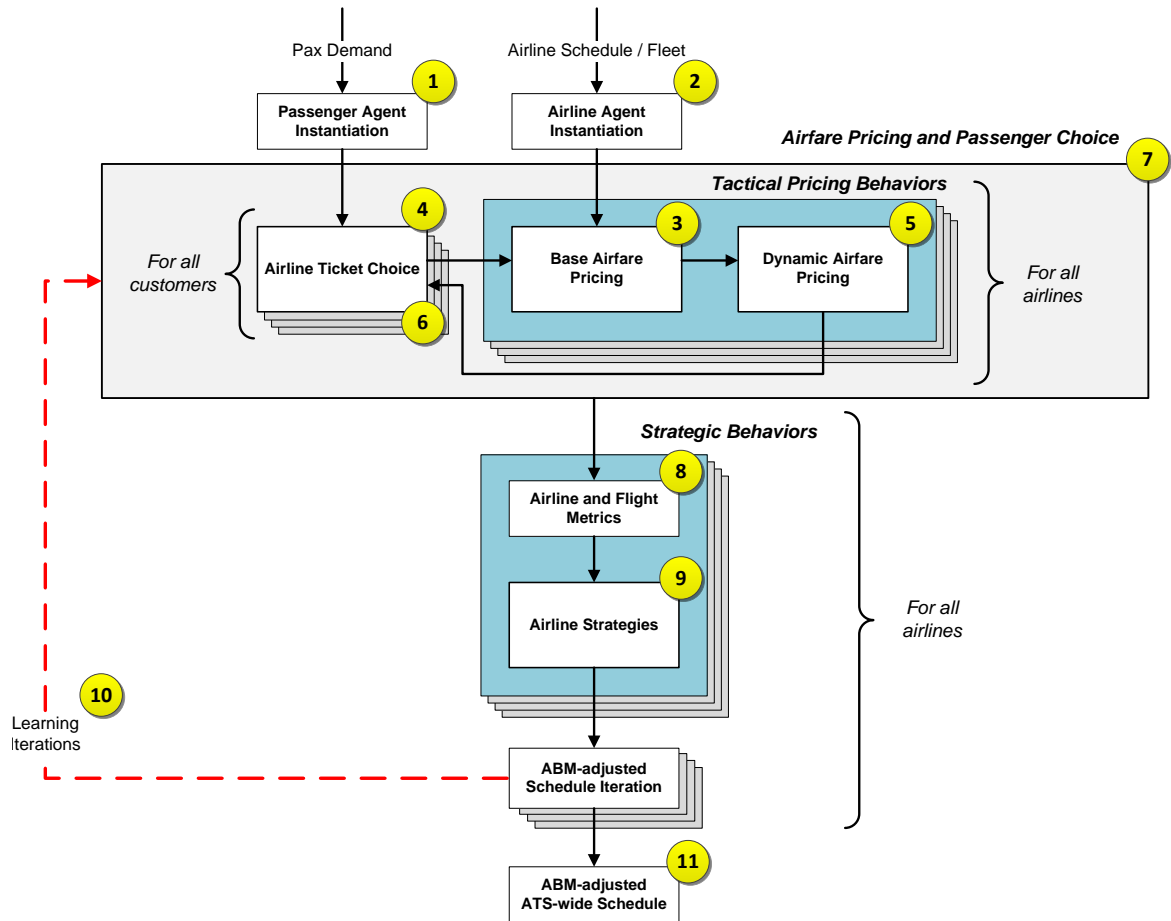 Pax Demand
Airline Schedule / Fleet
1
2
Passenger Agent
Instantiation
Airline Agent
Instantiation
Airfare Pricing and Passenger Choice
7
Tactical Pricing Behaviors
4
3
5
For all
customers
Airline Ticket Choice
Base Airfare
Pricing
Dynamic Airfare
Pricing
For all
airlines
6
Strategic Behaviors
8
Airline and Flight
Metrics
9
Airline Strategies
For all
airlines
10
Learning
Iterations
ABM-adjusted
Schedule Iteration
11
ABM-adjusted
ATS-wide Schedule